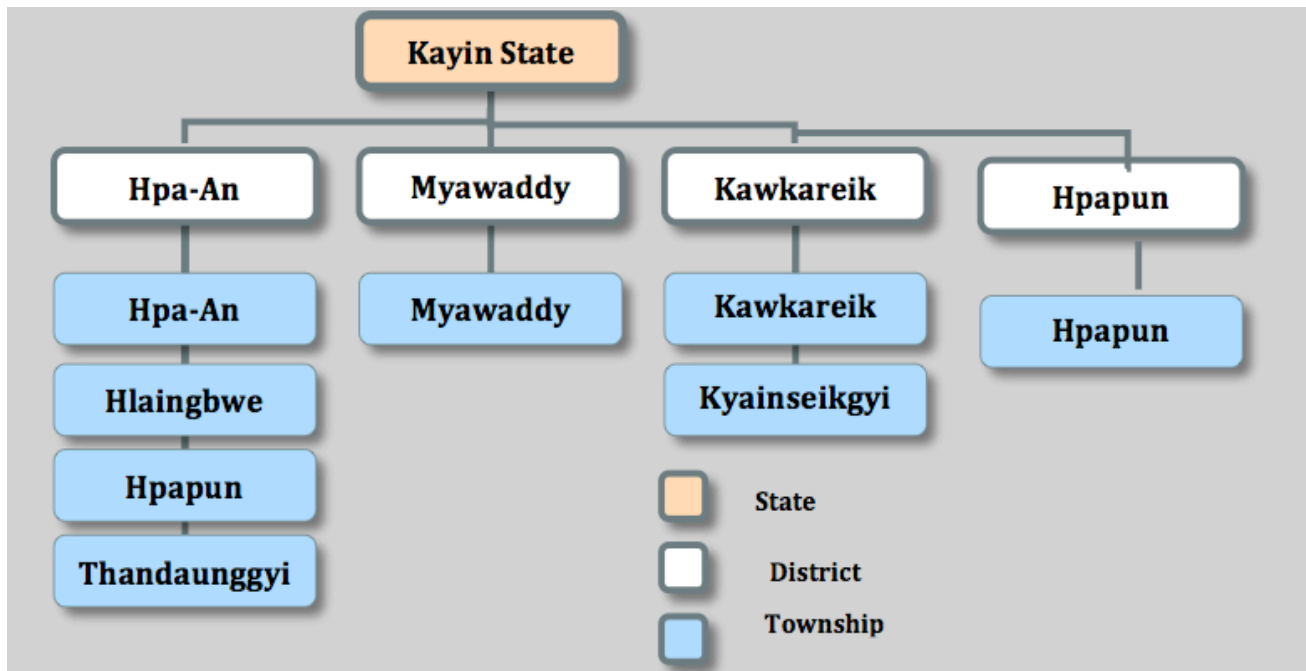 Kayin State
Hpa-An
Myawaddy
Kawkareik
Hpapun
Hpa-An
Myawaddy
Kawkareik
Hpapun
Hlaingbwe
Kyainseikgyi
Hpapun
Thandaunggyi
State
District
Township